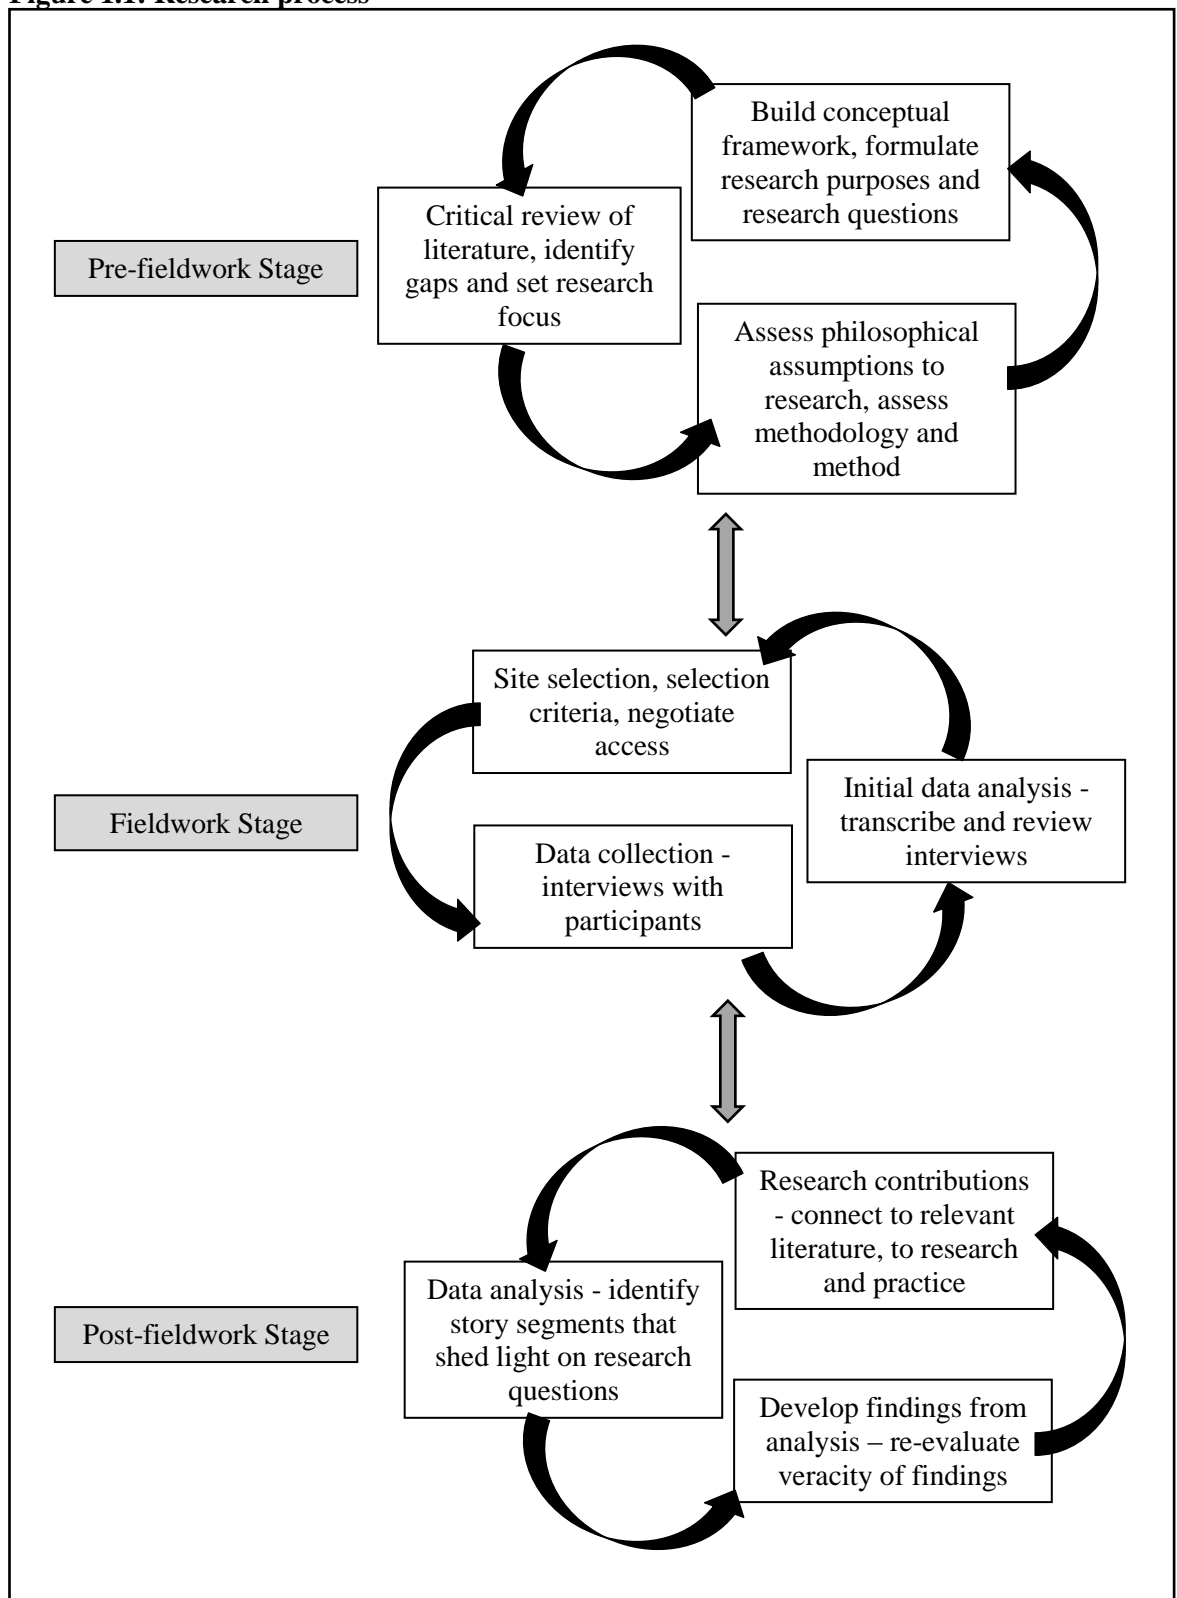 Figure 1.1: Research process
Build conceptual
framework, formulate
research purposes and
research questions
Critical review of
literature, identify
gaps and set research
focus
Pre-fieldwork Stage
Assess philosophical
assumptions to
research, assess
methodology and
method
Site selection, selection
criteria, negotiate
access
Initial data analysis -
transcribe and review
interviews
Fieldwork Stage
Data collection -
interviews with
participants
Research contributions
- connect to relevant
literature, to research
and practice
Data analysis - identify
story segments that
shed light on research
questions
Post-fieldwork Stage
Develop findings from
analysis – re-evaluate
veracity of findings